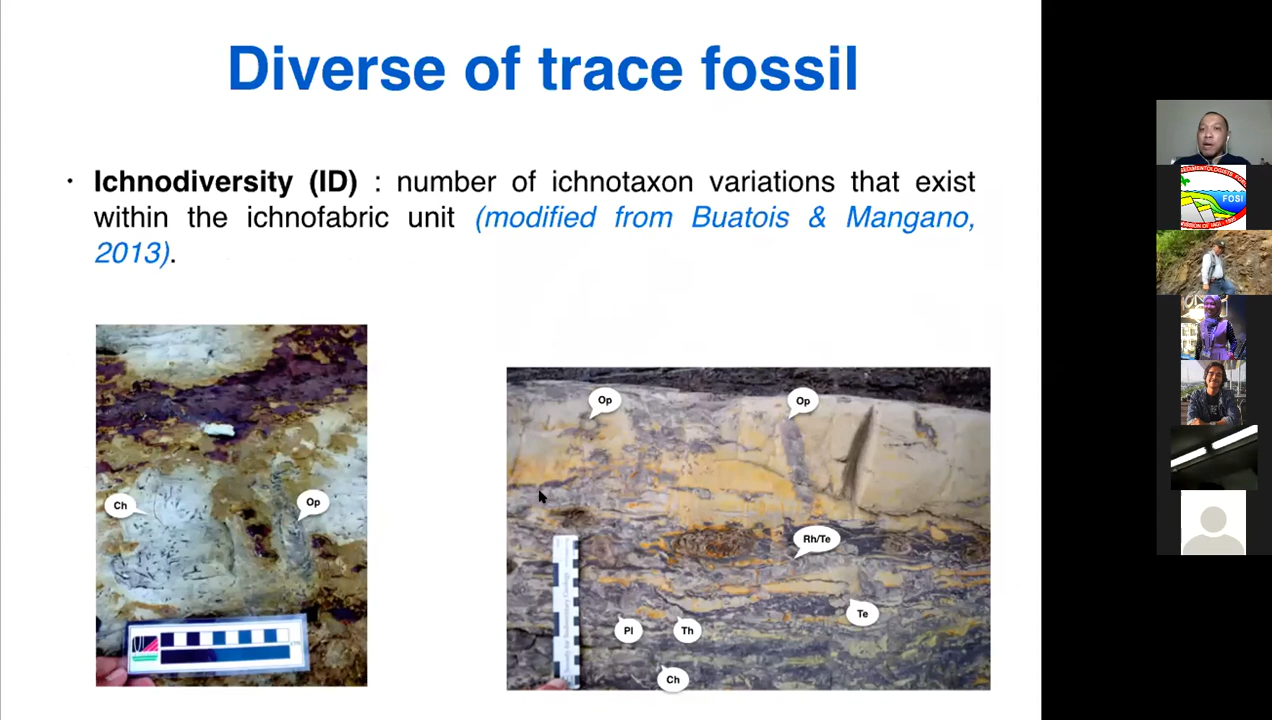 Diverse of trace fossil
• Ichnodiversity (ID) : number of ichnotaxon variations that exist
within the ichnofabric unit (modified from Buatois & Mangano,
2013).
Op
Op
Ch
Op
Rh/Te
Te
Pl
Th
Ch
FOSI